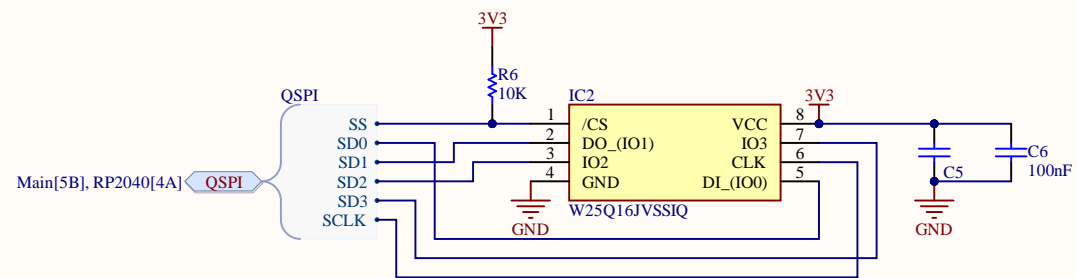 3V3
R6
10K
QSPI
IC2
3V3
SS
SD0
SD1
SD2
SD3
SCLK
1
2
3
4
/CS
DO_(IO1)
IO2
GND
VCC
IO3
CLK
DI_(IO0)
8
7
6
5
C6
100nF
C5
Main[5B], RP2040[4A]
QSPI
W25Q16JVSSIQ
GND
GND